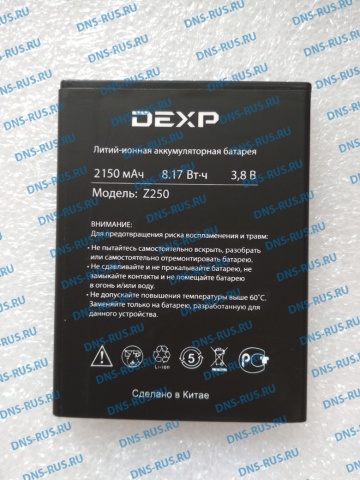 DEXP
Литий-ионная аккумуляторная батарея
2150 мАч 8.17 Вт-ч 3,8 В
Модель: Z250
ВНИМАНИЕ:
Для предотвращения риска воспламенения и травм:
• Не пытайтесь самостоятельно вскрыть, разобрать
или самостоятельно отремонтировать батарею.
• Не сдавливайте и не прокалывайте батарею, не
замыкайте контакты и не помещайте батарею
в огонь и/или воду.
• Не допускайте повышения температуры выше 60°С.
Заменяйте только на батарею, разработанную для
данного устройства.
Li-ion
5
Сделано в Китае
DNS-RUS.RU